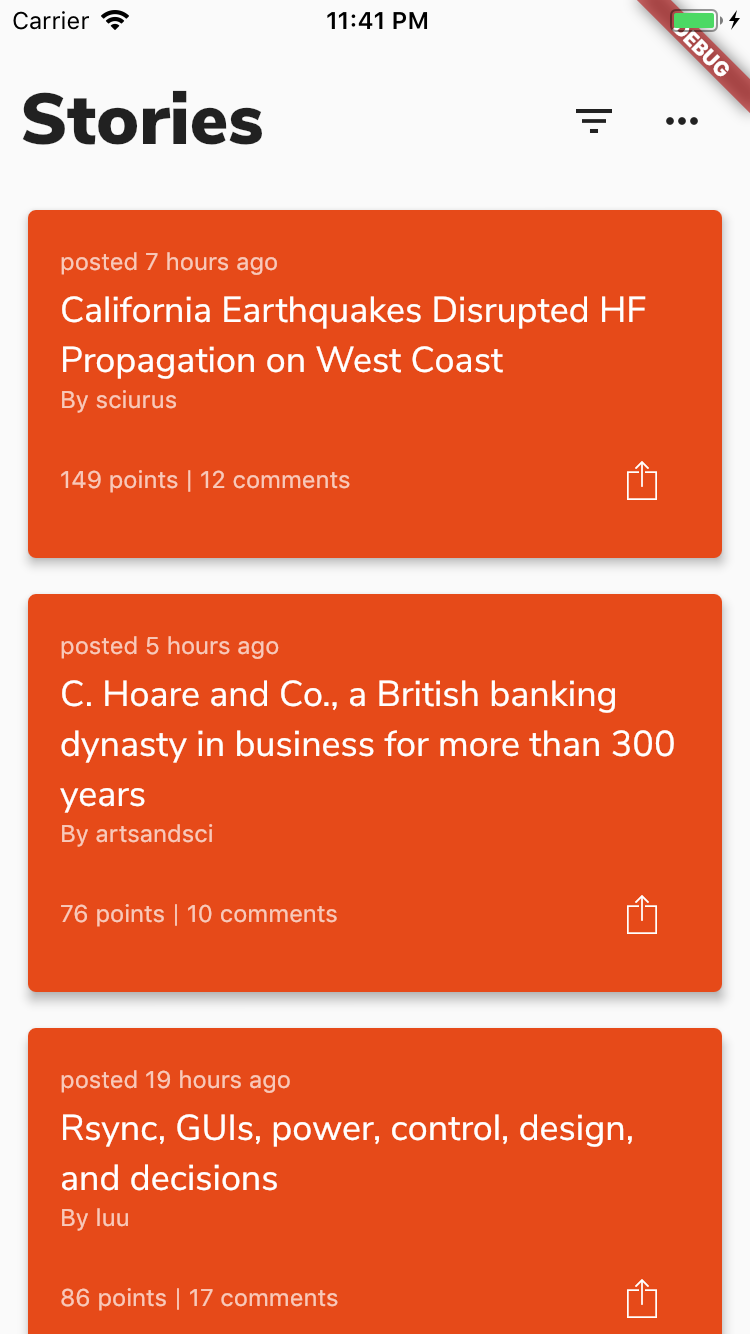 Carrier 11:41 PM
DEBUG
Stories
posted 7 hours ago
California Earthquakes Disrupted HF
Propagation on West Coast
By sciurus
149 points | 12 comments
posted 5 hours ago
C. Hoare and Co., a British banking
dynasty in business for more than 300
years
By artsandsci
76 points | 10 comments
posted 19 hours ago
Rsync, GUIs, power, control, design,
and decisions
By luu
86 points | 17 comments